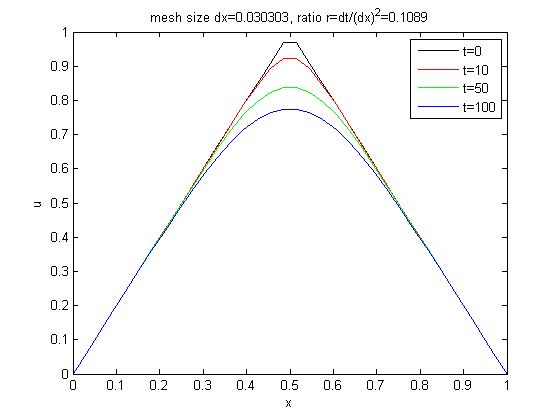 mesh size dx=0.030303, ratio r=dt/(dx)²=0.1089
t=0
t=10
t=50
t=100
1
0.9
0.8
0.7
0.6
0.5
0.4
0.3
0.2
0.1
0
u
0 0.1 0.2 0.3 0.4 0.5 0.6 0.7 0.8 0.9 1
x